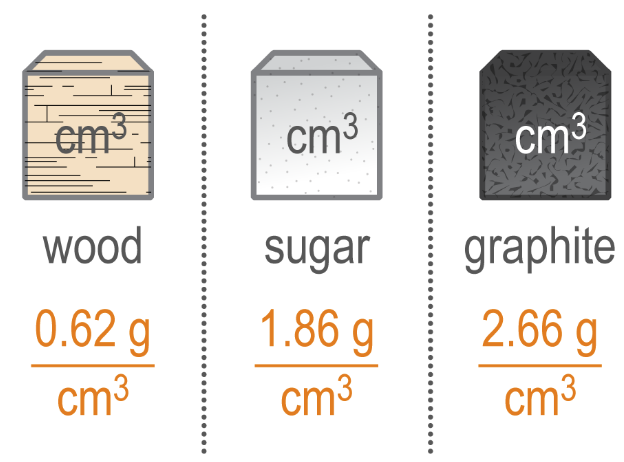 cm³ cm³ cm³
wood sugar graphite
0.62 g 1.86 g 2.66 g
cm³ cm³ cm³